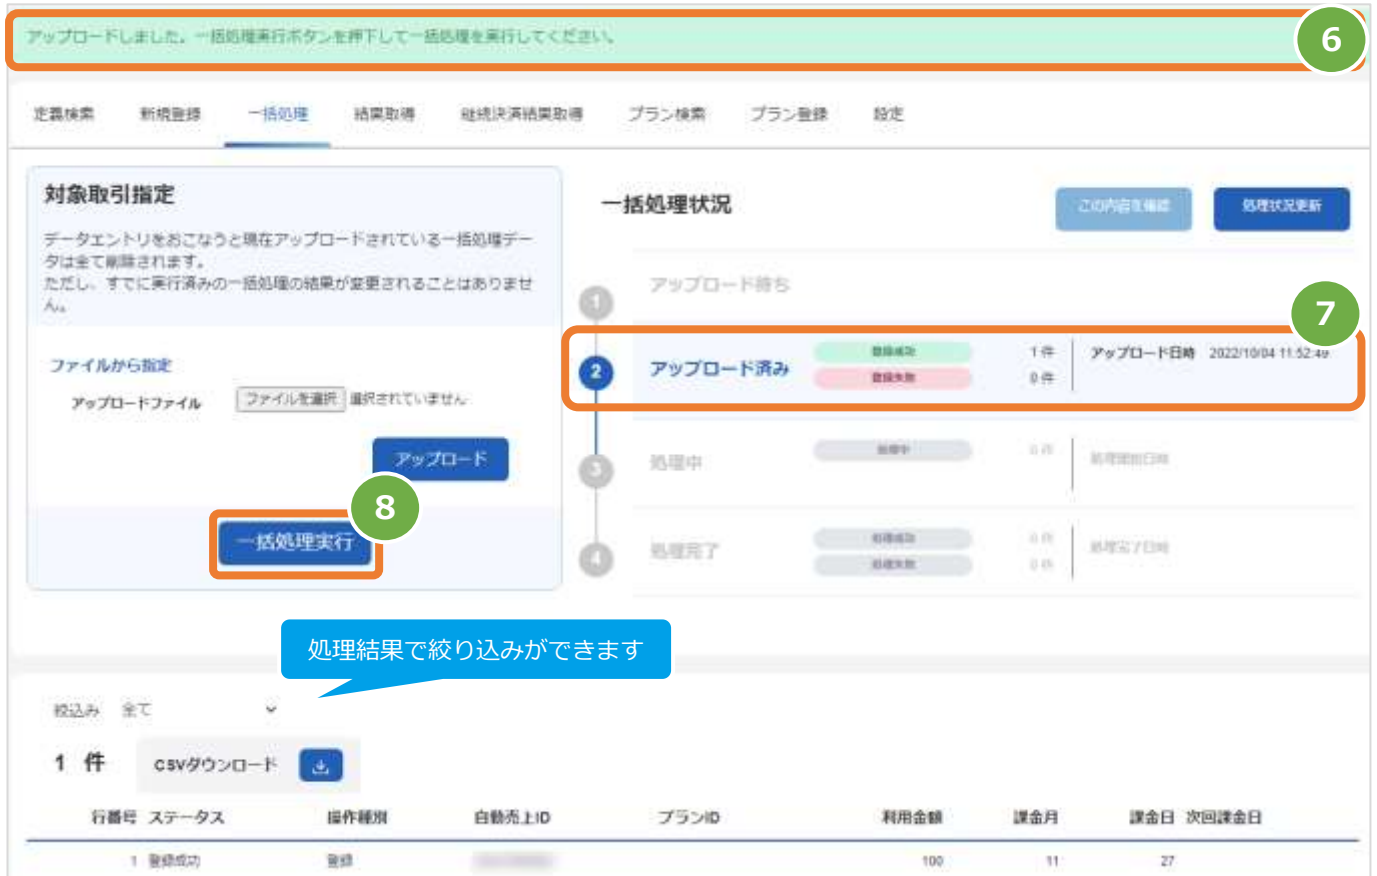 アップロードしました。一括処理実行ボタンを押下して一括処理を実行してください。
6
定義検索 新規登録 一括処理 結果取得 継続決済結果取得 プラン検索 プラン登録 設定
対象取引指定
データエントリをおこなうと現在アップロードされている一括処理デー
タは全て削除されます。
ただし、すでに実行済みの一括処理の結果が変更されることはありませ
ん。
ファイルから指定
アップロードファイル ファイルを選択 選択されていません
アップロード
8
一括処理実行
一括処理状況
この内容を確認 処理状況更新
1 アップロード待ち
7
2 アップロード済み 登録成功 1 件 アップロード日時 2022/10/04 11:52:49
登録失敗 0 件
3 処理中 処理中 0 件 処理開始日時
4 処理完了 処理成功 0 件 処理完了日時
処理失敗 0 件
処理結果で絞り込みができます
絞込み 全て
1 件 CSVダウンロード
行番号 ステータス 操作種別 自動売上ID プランID 利用金額 課金月 課金日 次回課金日
1 登録成功 登録 100 11 27